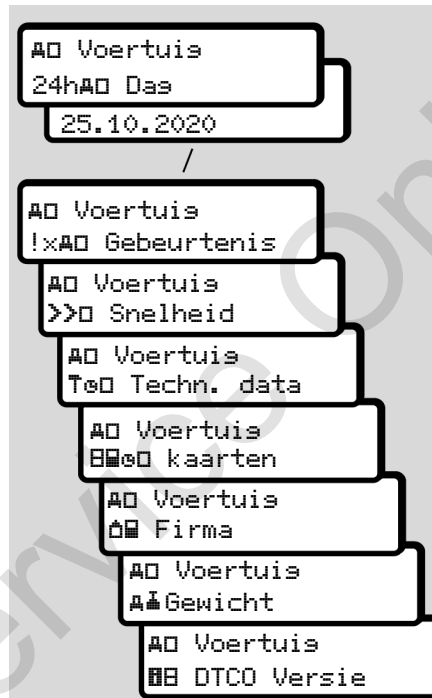 Voertuig
24h Dag
25.10.2020
/
Voertuig
!x Gebeurtenis
Voertuig
>> Snelheid
Voertuig
T Techn. data
Voertuig
kaarten
Voertuig
Firma
Voertuig
Gewicht
Voertuig
DTCO Versie